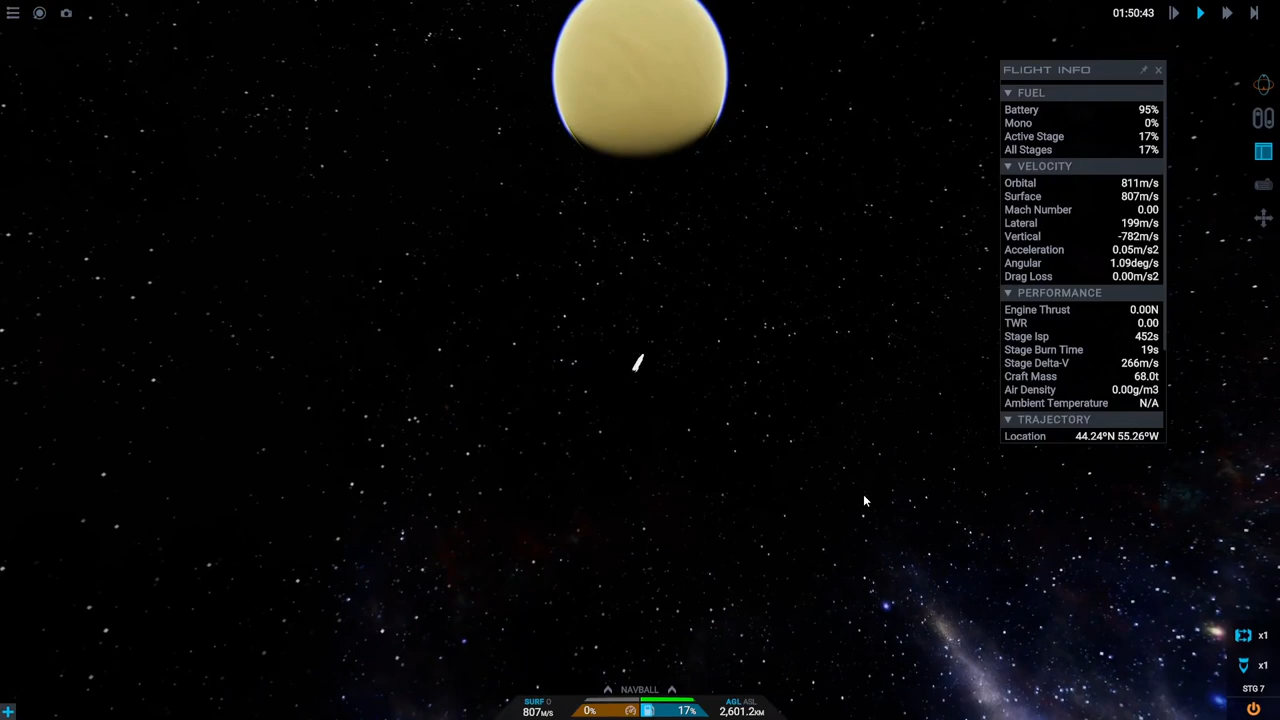 01:50:43
FLIGHT INFO
FUEL
Battery 95%
Mono 0%
Active Stage 17%
All Stages 17%
VELOCITY
Orbital 811m/s
Surface 807m/s
Mach Number 0.00
Lateral 199m/s
Vertical -782m/s
Acceleration 0.05m/s2
Angular 1.09deg/s
Drag Loss 0.00m/s2
PERFORMANCE
Engine Thrust 0.00N
TWR 0.00
Stage Isp 452s
Stage Burn Time 19s
Stage Delta-V 266m/s
Craft Mass 68.0t
Air Density 0.00g/m3
Ambient Temperature N/A
TRAJECTORY
Location 44.24ºN 55.26ºW
x1
x1
STG 7
NAVBALL
SURF O
807M/S
0%
17%
AGL ASL
2,601.2KM